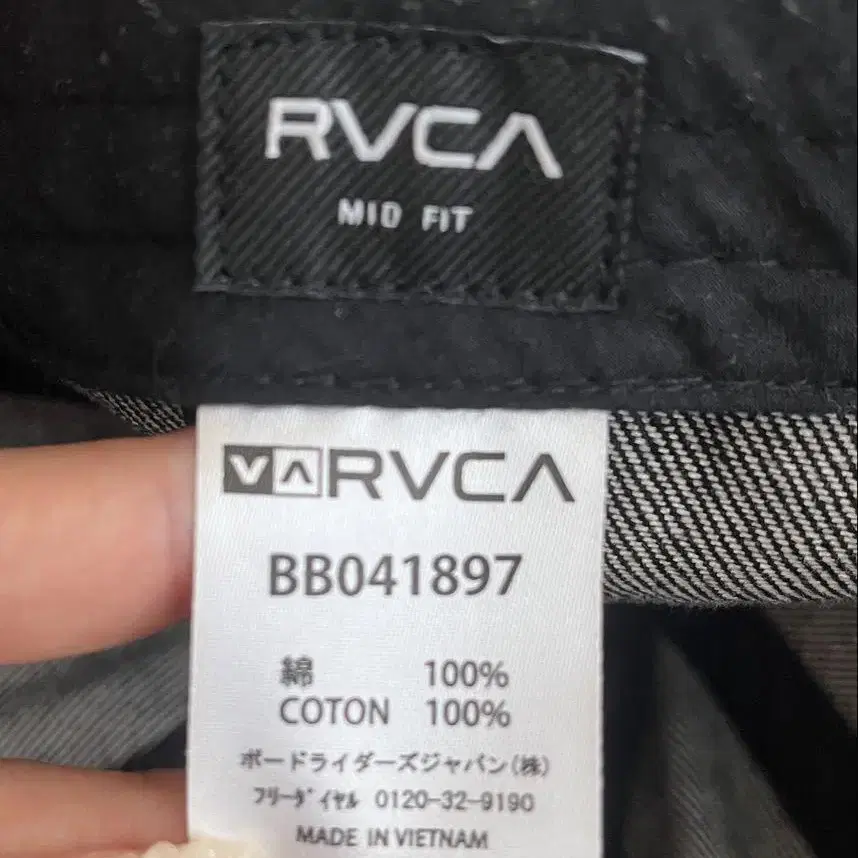 RVCA
MID FIT
VA RVCA
BB041897
綿 100%
COTON 100%
ボードライダーズジャパン(株)
フリーダイヤル 0120-32-9190
MADE IN VIETNAM